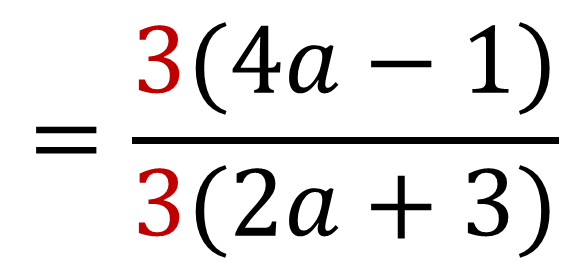 = 3(4a − 1)
3(2a + 3)